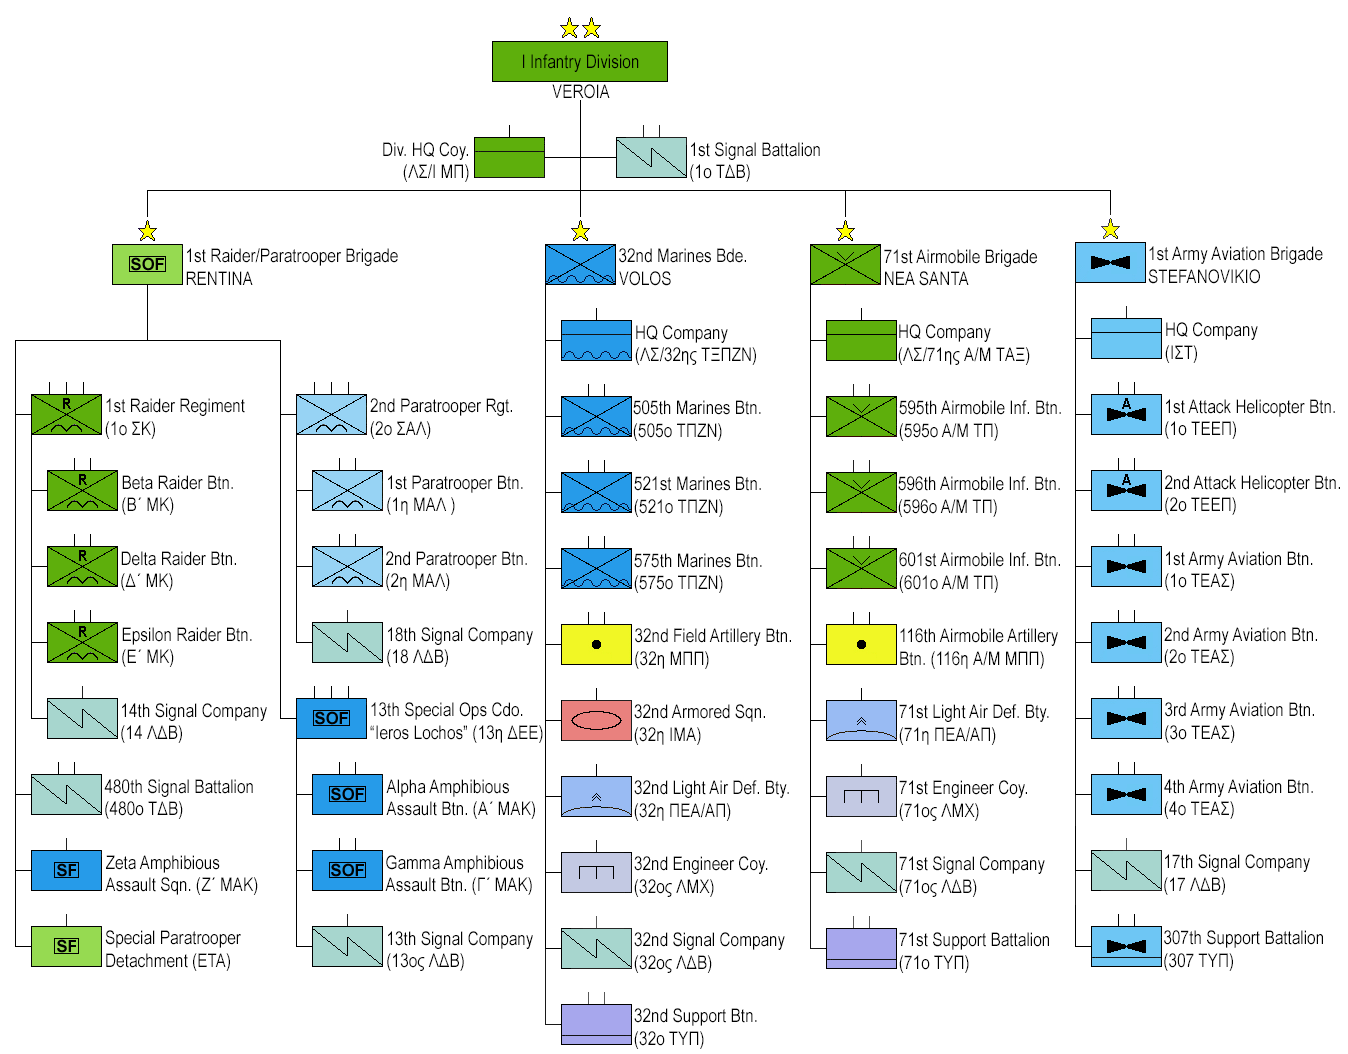 I Infantry Division
VEROIA
Div. HQ Coy.
(ΛΣ/Ι ΜΠ)
1st Signal Battalion
(1ο ΤΔΒ)
SOF
1st Raider/Paratrooper Brigade
RENTINA
R
1st Raider Regiment
(1ο ΣΚ)
R
Beta Raider Btn.
(Β΄ ΜΚ)
R
Delta Raider Btn.
(Δ΄ ΜΚ)
R
Epsilon Raider Btn.
(Ε΄ ΜΚ)
14th Signal Company
(14 ΛΔΒ)
480th Signal Battalion
(480ο ΤΔΒ)
SF
Zeta Amphibious
Assault Sqn. (Ζ΄ ΜΑΚ)
SF
Special Paratrooper
Detachment (ΕΤΑ)
2nd Paratrooper Rgt.
(2ο ΣΑΛ)
1st Paratrooper Btn.
(1η ΜΑΛ )
2nd Paratrooper Btn.
(2η ΜΑΛ)
18th Signal Company
(18 ΛΔΒ)
SOF
13th Special Ops Cdo.
“Ieros Lochos” (13η ΔΕΕ)
SOF
Alpha Amphibious
Assault Btn. (Α΄ ΜΑΚ)
SOF
Gamma Amphibious
Assault Btn. (Γ΄ ΜΑΚ)
13th Signal Company
(13ος ΛΔΒ)
32nd Marines Bde.
VOLOS
HQ Company
(ΛΣ/32ης ΤΞΠΖΝ)
505th Marines Btn.
(505ο ΤΠΖΝ)
521st Marines Btn.
(521ο ΤΠΖΝ)
575th Marines Btn.
(575ο ΤΠΖΝ)
32nd Field Artillery Btn.
(32η ΜΠΠ)
32nd Armored Sqn.
(32η ΙΜΑ)
32nd Light Air Def. Bty.
(32η ΠΕΑ/ΑΠ)
32nd Engineer Coy.
(32ος ΛΜΧ)
32nd Signal Company
(32ος ΛΔΒ)
32nd Support Btn.
(32ο ΤΥΠ)
71st Airmobile Brigade
NEA SANTA
HQ Company
(ΛΣ/71ης Α/Μ ΤΑΞ)
595th Airmobile Inf. Btn.
(595ο Α/Μ ΤΠ)
596th Airmobile Inf. Btn.
(596ο Α/Μ ΤΠ)
601st Airmobile Inf. Btn.
(601ο Α/Μ ΤΠ)
116th Airmobile Artillery
Btn. (116η Α/Μ ΜΠΠ)
71st Light Air Def. Bty.
(71η ΠΕΑ/ΑΠ)
71st Engineer Coy.
(71ος ΛΜΧ)
71st Signal Company
(71ος ΛΔΒ)
71st Support Battalion
(71ο ΤΥΠ)
1st Army Aviation Brigade
STEFANOVIKIO
HQ Company
(ΙΣΤ)
A
1st Attack Helicopter Btn.
(1ο ΤΕΕΠ)
A
2nd Attack Helicopter Btn.
(2ο ΤΕΕΠ)
1st Army Aviation Btn.
(1ο ΤΕΑΣ)
2nd Army Aviation Btn.
(2ο ΤΕΑΣ)
3rd Army Aviation Btn.
(3ο ΤΕΑΣ)
4th Army Aviation Btn.
(4ο ΤΕΑΣ)
17th Signal Company
(17 ΛΔΒ)
307th Support Battalion
(307 ΤΥΠ)